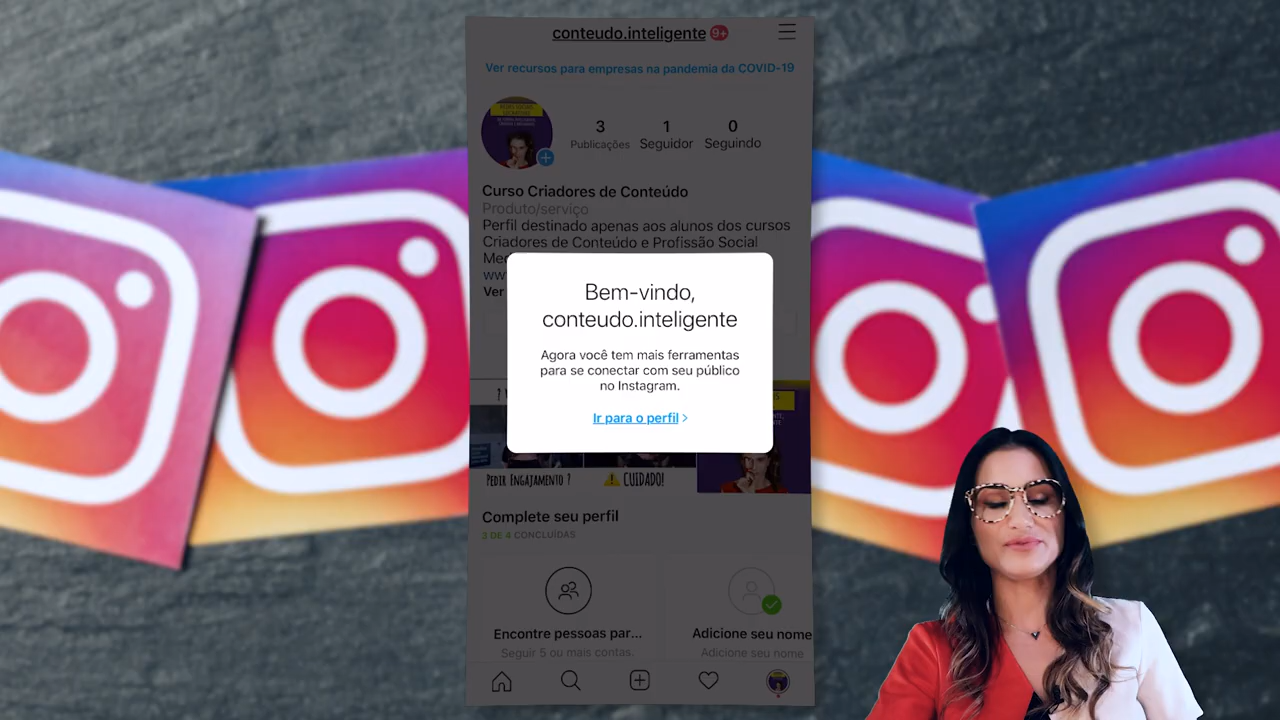 conteudo.inteligente 9+
Ver recursos para empresas na pandemia da COVID-19
3
Publicações
1
Seguidor
0
Seguindo
Curso Criadores de Conteúdo
Produto/serviço
Perfil destinado apenas aos alunos dos cursos
Criadores de Conteúdo e Profissão Social
Me
www
Ver
Bem-vindo,
conteudo.inteligente
Agora você tem mais ferramentas
para se conectar com seu público
no Instagram.
Ir para o perfil >
PEDIR ENGAJAMENTO ?
CUIDADO!
Complete seu perfil
3 DE 4 CONCLUÍDAS
Encontre pessoas par...
Seguir 5 ou mais contas.
Adicione seu nome
Adicione seu nome